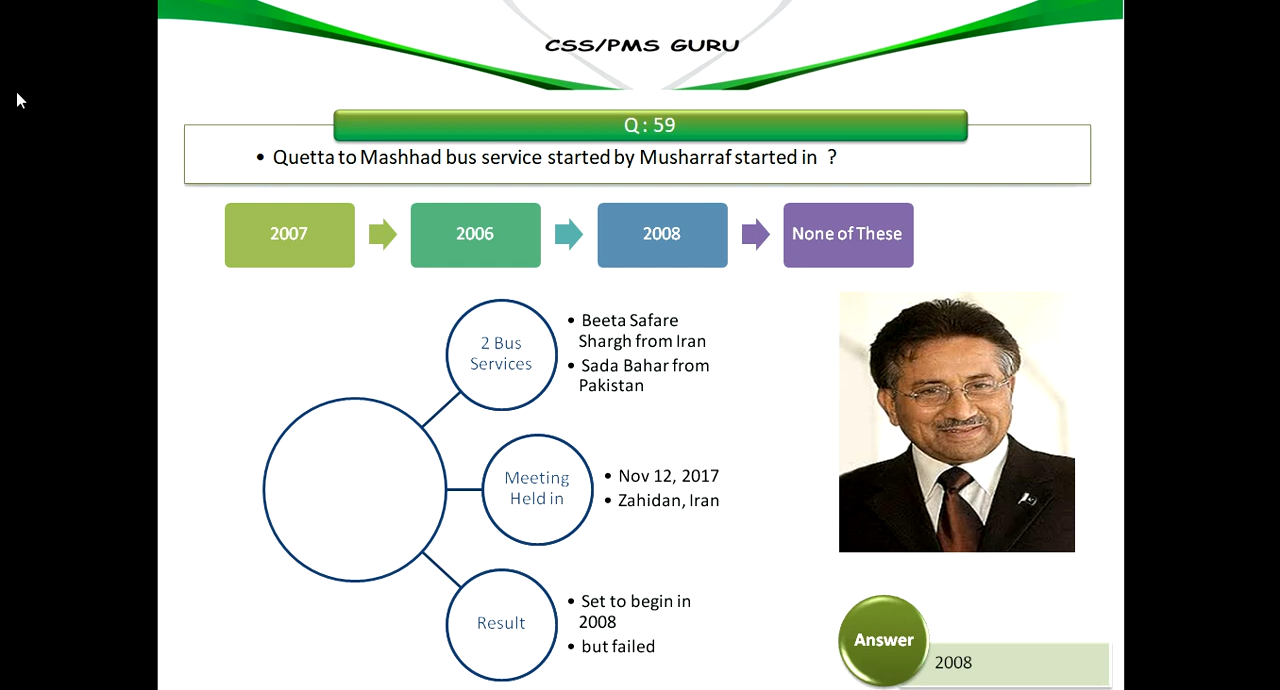 CSS/PMS GURU
Q : 59
• Quetta to Mashhad bus service started by Musharraf started in ?
2007
2006
2008
None of These
2 Bus
Services
• Beeta Safare
Shargh from Iran
• Sada Bahar from
Pakistan
Meeting
Held in
• Nov 12, 2017
• Zahidan, Iran
Result
• Set to begin in
2008
• but failed
Answer
2008